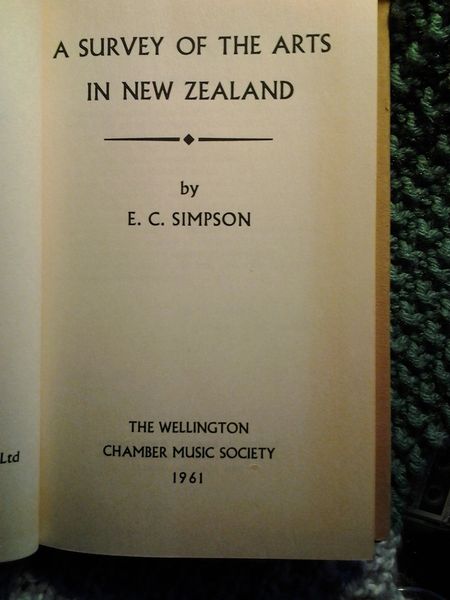 A SURVEY OF THE ARTS
IN NEW ZEALAND
by
E. C. SIMPSON
THE WELLINGTON
CHAMBER MUSIC SOCIETY
1961
Ltd